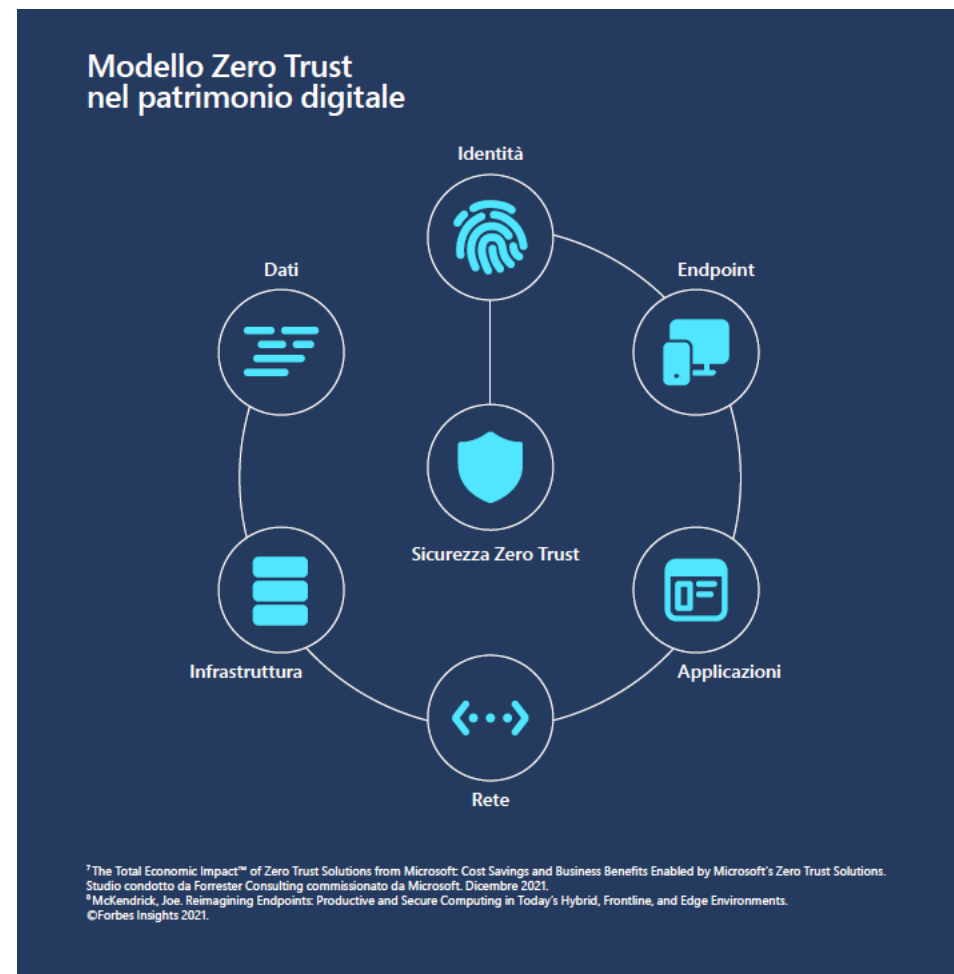 Modello Zero Trust
nel patrimonio digitale
Identità
Dati
Endpoint
Sicurezza Zero Trust
Infrastruttura
Applicazioni
Rete
⁷The Total Economic Impact™ of Zero Trust Solutions from Microsoft: Cost Savings and Business Benefits Enabled by Microsoft's Zero Trust Solutions.
Studio condotto da Forrester Consulting commissionato da Microsoft. Dicembre 2021.
⁸McKendrick, Joe. Reimagining Endpoints: Productive and Secure Computing in Today's Hybrid, Frontline, and Edge Environments.
©Forbes Insights 2021.